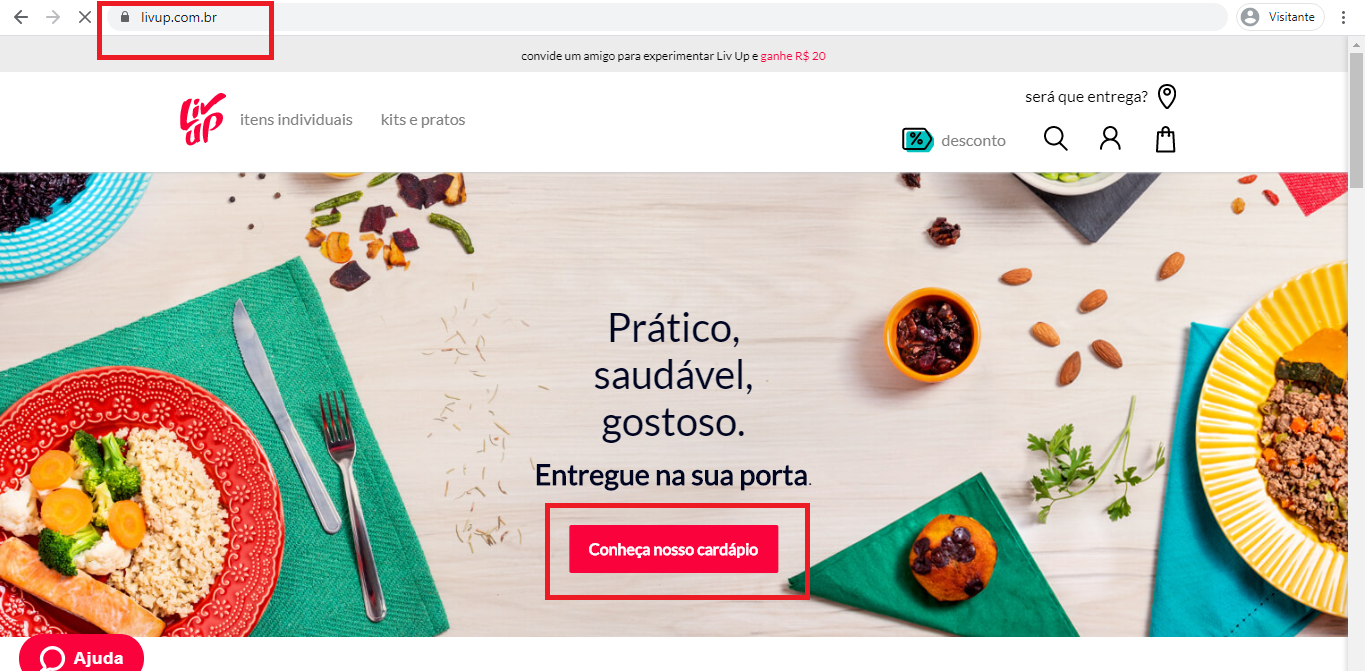 livup.com.br
Visitante
convide um amigo para experimentar Liv Up e ganhe R$ 20
será que entrega?
Liv
up
itens individuais
kits e pratos
%
desconto
Prático,
saudável,
gostoso.
Entregue na sua porta.
Conheça nosso cardápio
Ajuda